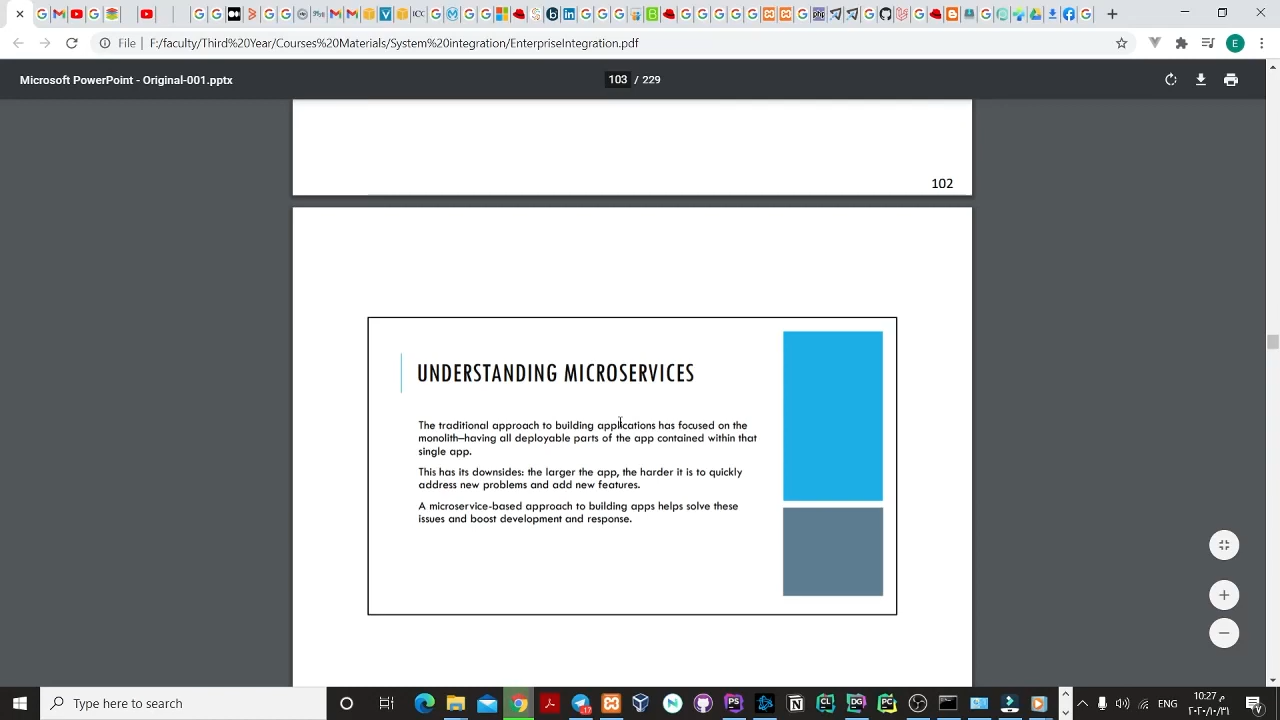 File
F:/faculty/Third%20Year/Courses%20Materials/System%20integration/EnterpriseIntegration.pdf
E
Microsoft PowerPoint - Original-001.pptx
103 / 229
102
UNDERSTANDING MICROSERVICES
The traditional approach to building applications has focused on the
monolith–having all deployable parts of the app contained within that
single app.
This has its downsides: the larger the app, the harder it is to quickly
address new problems and add new features.
A microservice-based approach to building apps helps solve these
issues and boost development and response.
Type here to search
ENG
10:27